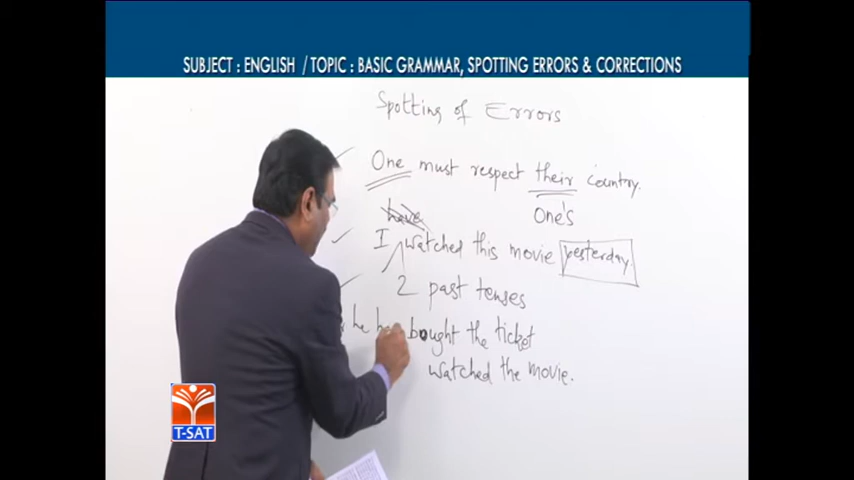 SUBJECT : ENGLISH / TOPIC : BASIC GRAMMAR, SPOTTING ERRORS & CORRECTIONS
Spotting of Errors
One must respect their country.
One's
have
I watched this movie yesterday.
2 past tenses
he bought the ticket
watched the movie.
T-SAT